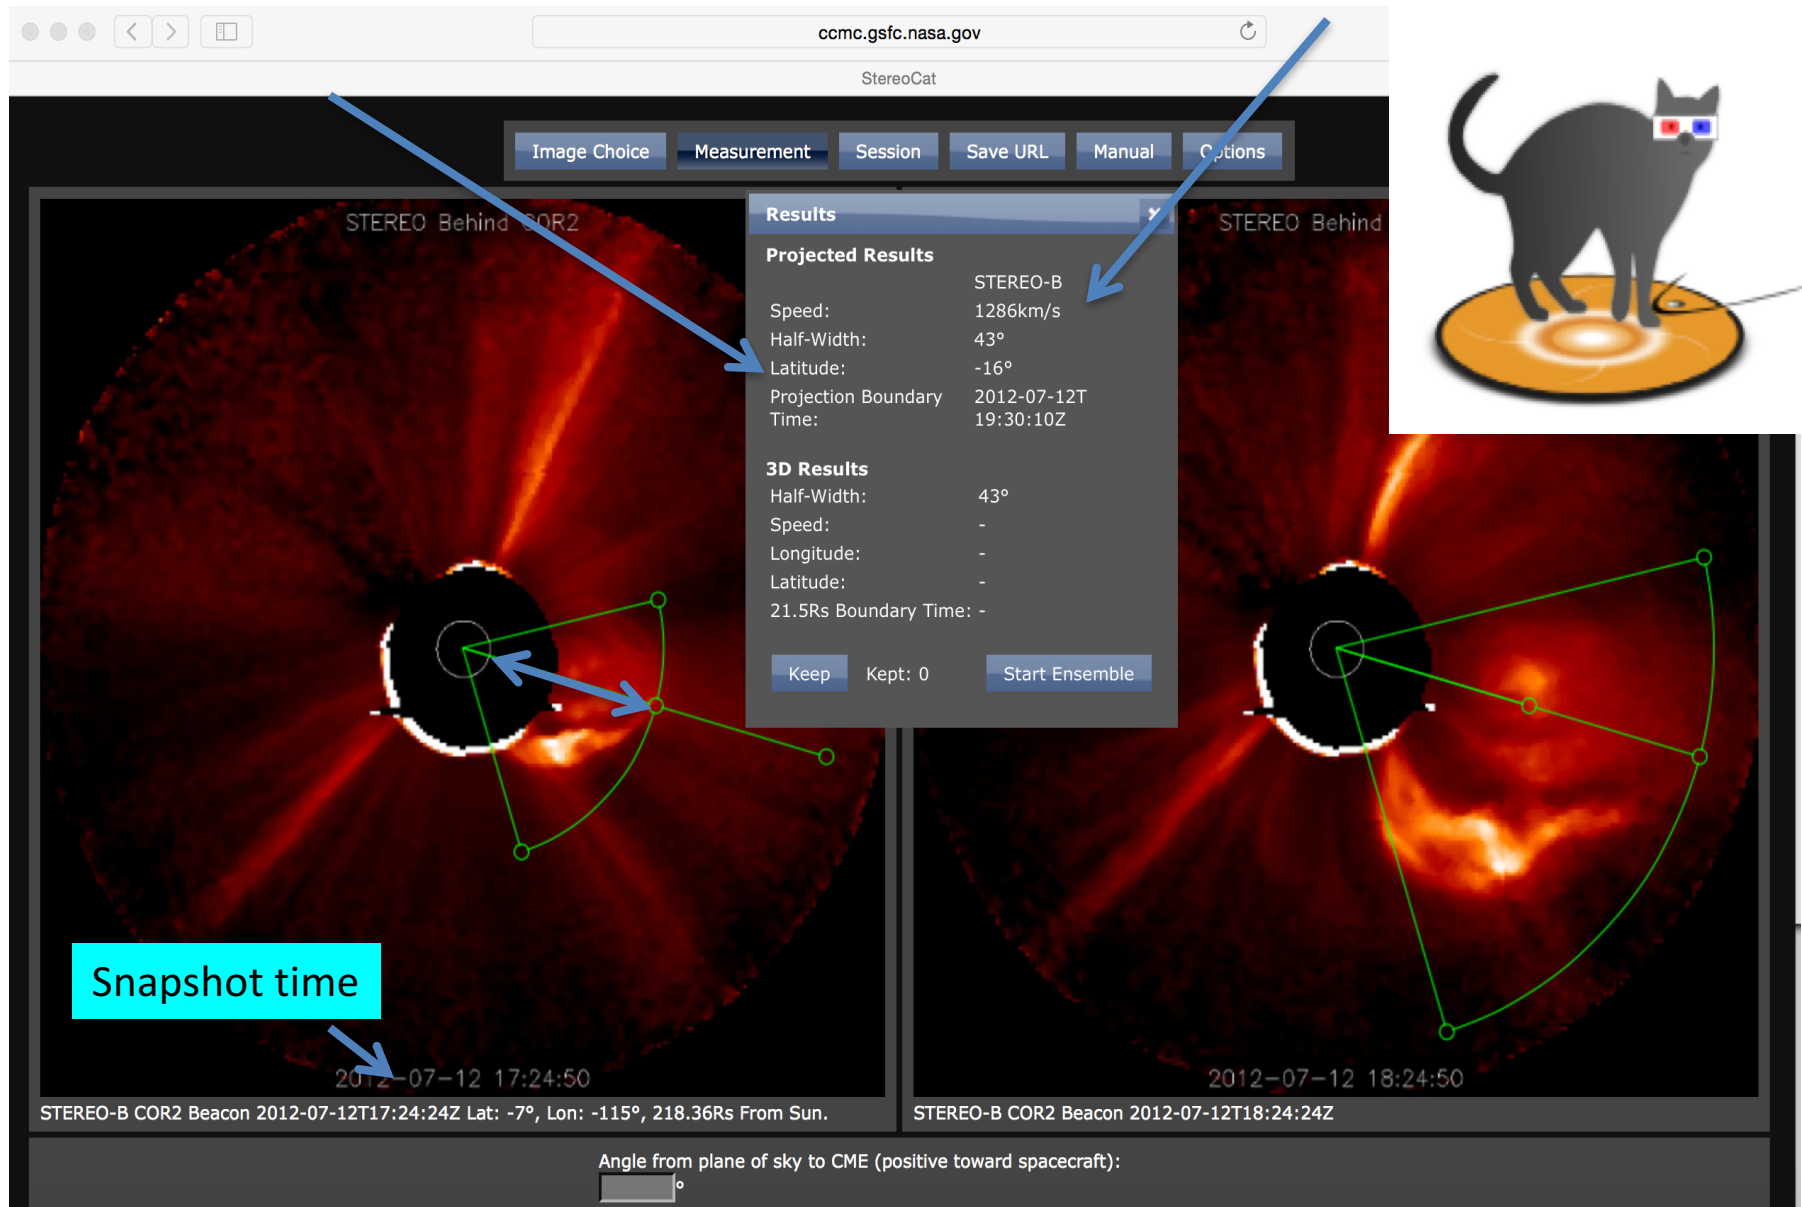 ccmc.gsfc.nasa.gov
StereoCat
Image Choice
Measurement
Session
Save URL
Manual
Options
STEREO Behind COR2
STEREO Behind
Results
Projected Results
STEREO-B
Speed: 1286km/s
Half-Width: 43°
Latitude: -16°
Projection Boundary 2012-07-12T
Time: 19:30:10Z
3D Results
Half-Width: 43°
Speed: -
Longitude: -
Latitude: -
21.5Rs Boundary Time: -
Keep
Kept: 0
Start Ensemble
Snapshot time
2012-07-12 17:24:50
2012-07-12 18:24:50
STEREO-B COR2 Beacon 2012-07-12T17:24:24Z Lat: -7°, Lon: -115°, 218.36Rs From Sun.
STEREO-B COR2 Beacon 2012-07-12T18:24:24Z
Angle from plane of sky to CME (positive toward spacecraft):
°